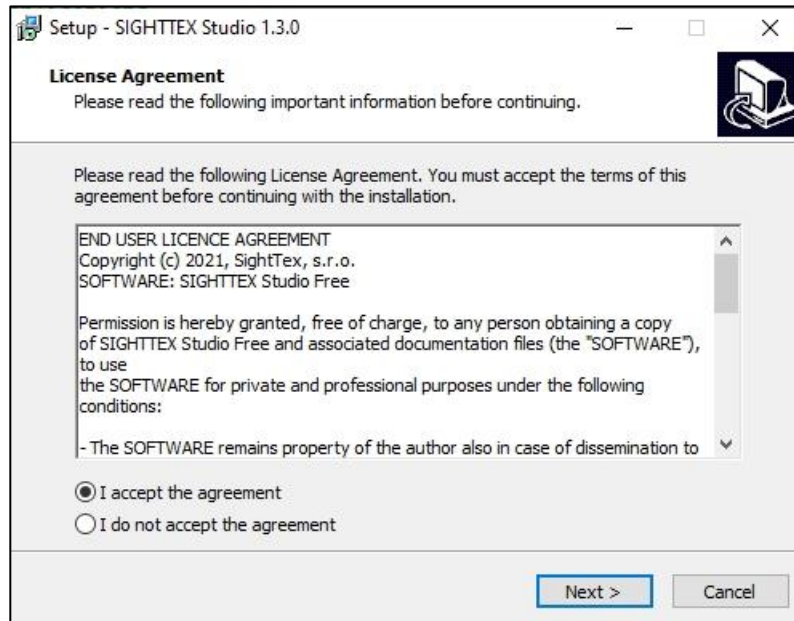 Setup - SIGHTTEX Studio 1.3.0
License Agreement
Please read the following important information before continuing.
Please read the following License Agreement. You must accept the terms of this
agreement before continuing with the installation.
END USER LICENCE AGREEMENT
Copyright (c) 2021, SightTex, s.r.o.
SOFTWARE: SIGHTTEX Studio Free
Permission is hereby granted, free of charge, to any person obtaining a copy
of SIGHTTEX Studio Free and associated documentation files (the "SOFTWARE"),
to use
the SOFTWARE for private and professional purposes under the following
conditions:
- The SOFTWARE remains property of the author also in case of dissemination to
I accept the agreement
I do not accept the agreement
Next >
Cancel